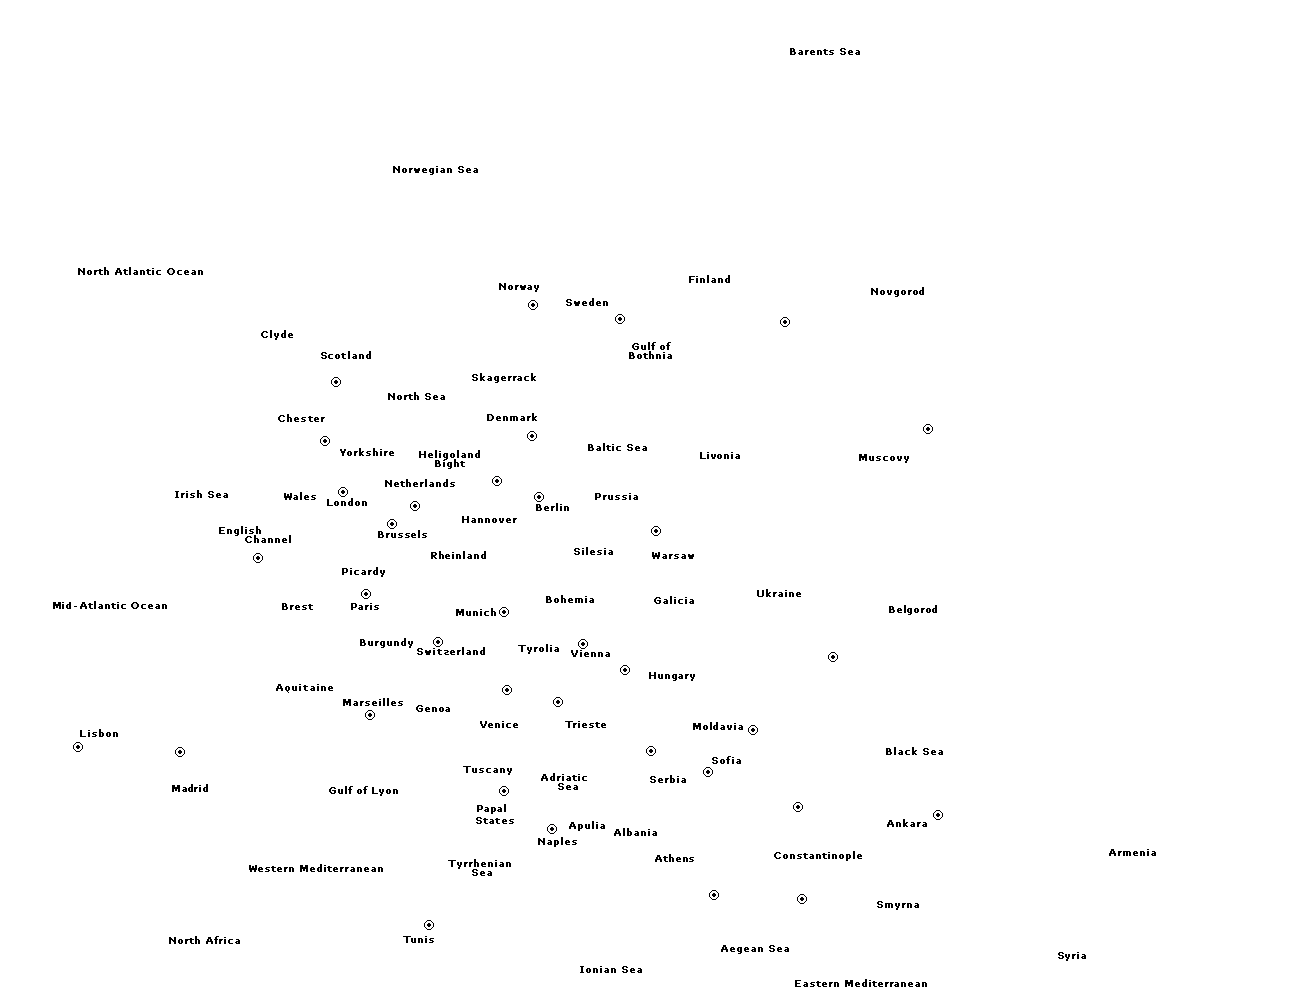 Barents Sea
Norwegian Sea
North Atlantic Ocean
Finland
Norway
Novgorod
Sweden
Clyde
Gulf of
Bothnia
Scotland
Skagerrack
North Sea
Denmark
Chester
Baltic Sea
Yorkshire
Heligoland
Bight
Livonia
Muscovy
Netherlands
Irish Sea
Wales
London
Prussia
Berlin
Hannover
English
Channel
Brussels
Rheinland
Silesia
Warsaw
Picardy
Ukraine
Bohemia
Galicia
Mid-Atlantic Ocean
Brest
Paris
Belgorod
Munich
Burgundy
Switzerland
Tyrolia
Vienna
Hungary
Aquitaine
Marseilles
Genoa
Venice
Trieste
Moldavia
Lisbon
Black Sea
Sofia
Tuscany
Adriatic
Sea
Serbia
Madrid
Gulf of Lyon
Papal
States
Apulia
Albania
Ankara
Naples
Athens
Constantinople
Armenia
Western Mediterranean
Tyrrhenian
Sea
Smyrna
North Africa
Tunis
Aegean Sea
Syria
Ionian Sea
Eastern Mediterranean